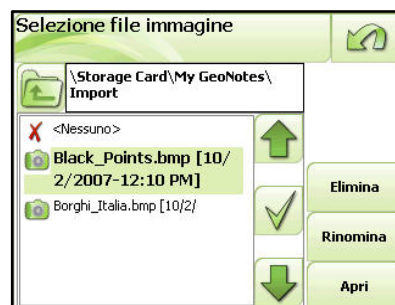 Selezione file immagine
\Storage Card\My GeoNotes\
Import
<Nessuno>
Black_Points.bmp [10/
2/2007-12:10 PM]
Borghi_Italia.bmp [10/2/
Elimina
Rinomina
Apri